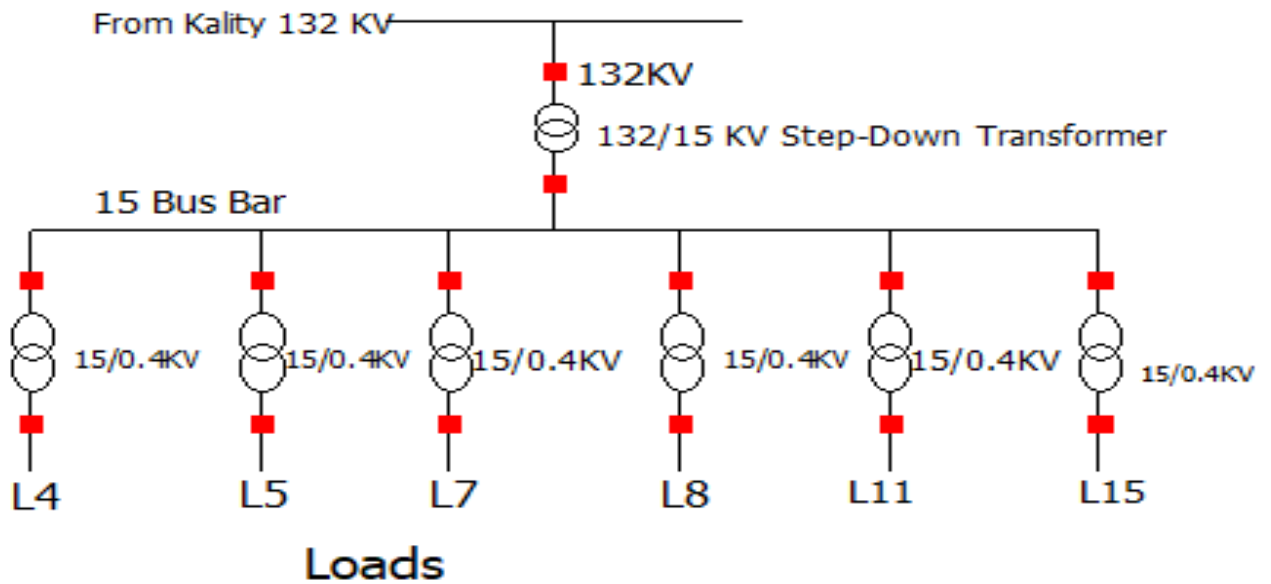 From Kality 132 KV
132KV
132/15 KV Step-Down Transformer
15 Bus Bar
15/0.4KV
15/0.4KV
15/0.4KV
15/0.4KV
15/0.4KV
15/0.4KV
L4
L5
L7
L8
L11
L15
Loads